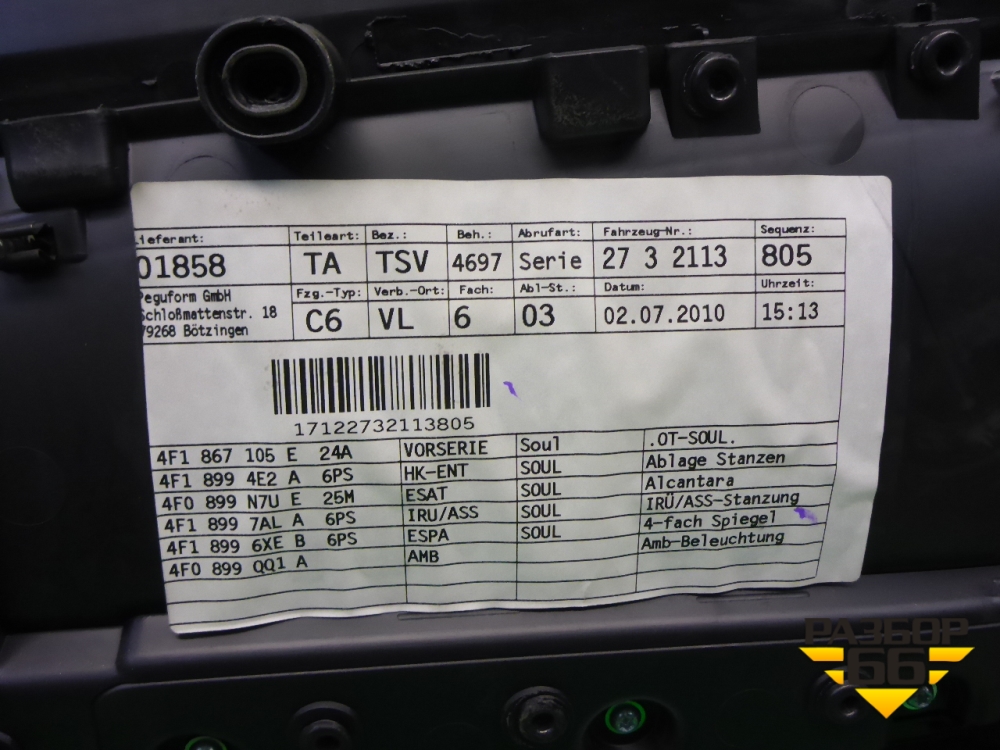 ieferant: Teileart: Bez.: Beh.: Abrufart: Fahrzeug-Nr.: Sequenz:
01858 TA TSV 4697 Serie 27 3 2113 805
Peguform GmbH Fzg.-Typ: Verb.-Ort: Fach: Abl-St.: Datum: Uhrzeit:
Schloßmattenstr. 18 C6 VL 6 03 02.07.2010 15:13
79268 Bötzingen
17122732113805
4F1 867 105 E 24A VORSERIE Soul .OT-SOUL.
4F1 899 4E2 A 6PS HK-ENT SOUL Ablage Stanzen
4F0 899 N7U E 25M ESAT SOUL Alcantara
4F1 899 7AL A 6PS IRU/ASS SOUL IRÜ/ASS-Stanzung
4F1 899 6XE B 6PS ESPA SOUL 4-fach Spiegel
4F0 899 QQ1 A AMB Amb-Beleuchtung
РАЗБОР
66